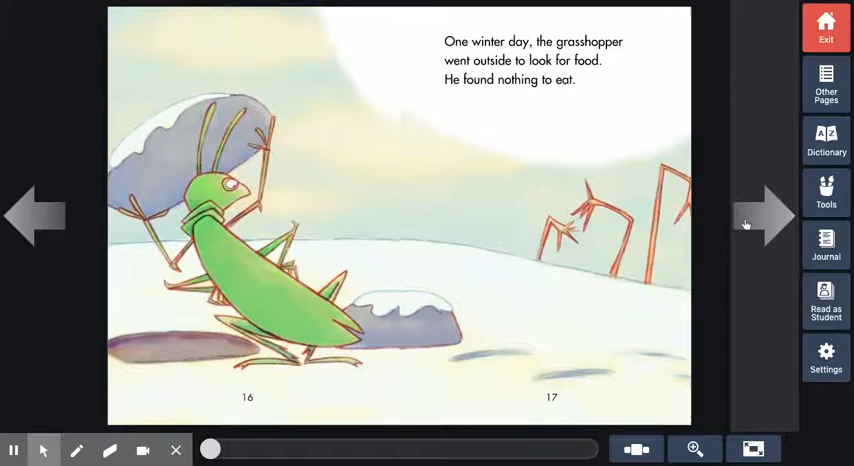 One winter day, the grasshopper
went outside to look for food.
He found nothing to eat.
16
17
Exit
Other
Pages
A Z
Dictionary
Tools
Journal
Read as
Student
Settings